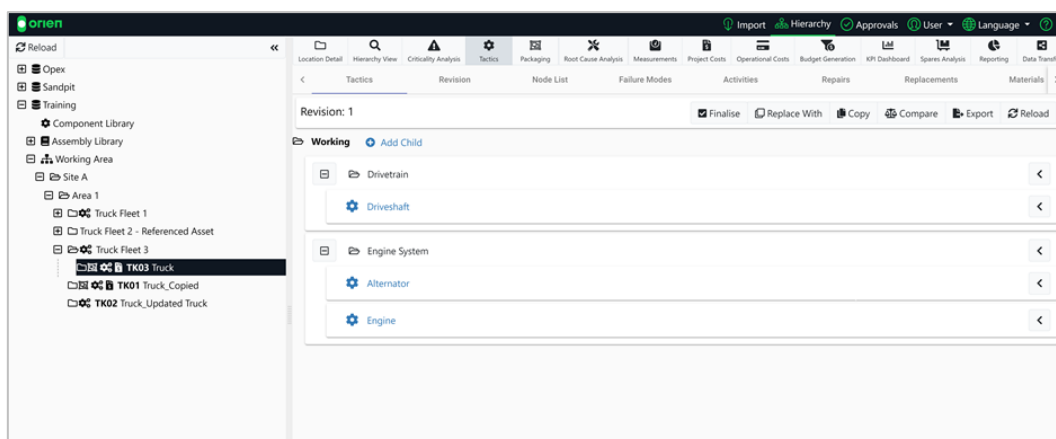 orien Import Hierarchy Approvals User Language
Reload
Location Detail Hierarchy View Criticality Analysis Tactics Packaging Root Cause Analysis Measurements Project Costs Operational Costs Budget Generation KPI Dashboard Spares Analysis Reporting Data Transf
Opex
Sandpit
Training
Component Library
Assembly Library
Working Area
Site A
Area 1
Truck Fleet 1
Truck Fleet 2 - Referenced Asset
Truck Fleet 3
TK03 Truck
TK01 Truck_Copied
TK02 Truck_Updated Truck
Tactics Revision Node List Failure Modes Activities Repairs Replacements Materials
Revision: 1 Finalise Replace With Copy Compare Export Reload
Working Add Child
Drivetrain
Driveshaft
Engine System
Alternator
Engine